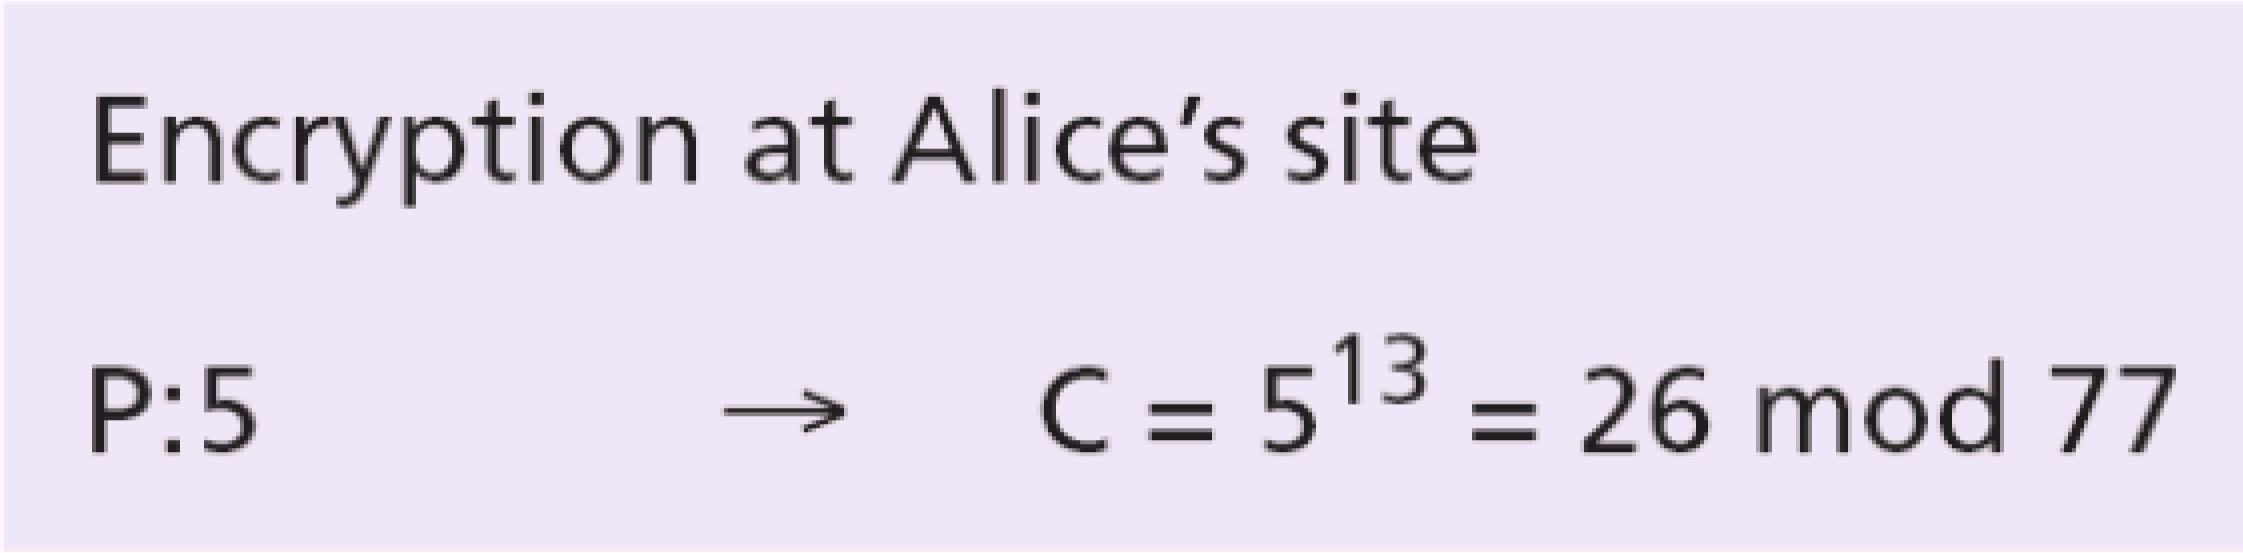 Encryption at Alice’s site
P:5 → C = 5¹³ = 26 mod 77